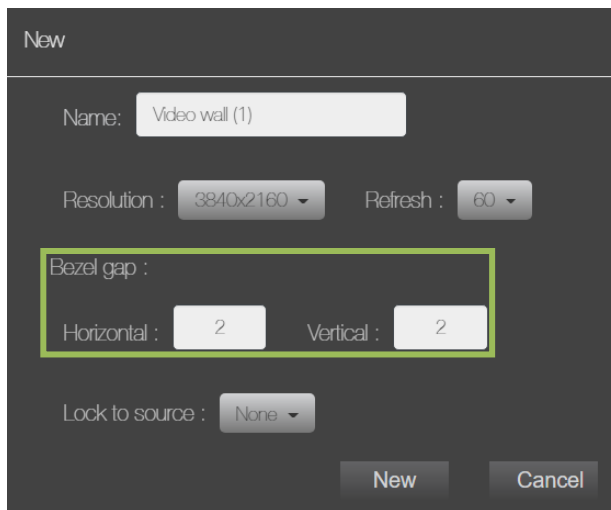 New
Name: Video wall (1)
Resolution : 3840x2160 Refresh : 60
Bezel gap :
Horizontal : 2 Vertical : 2
Lock to source : None
New Cancel